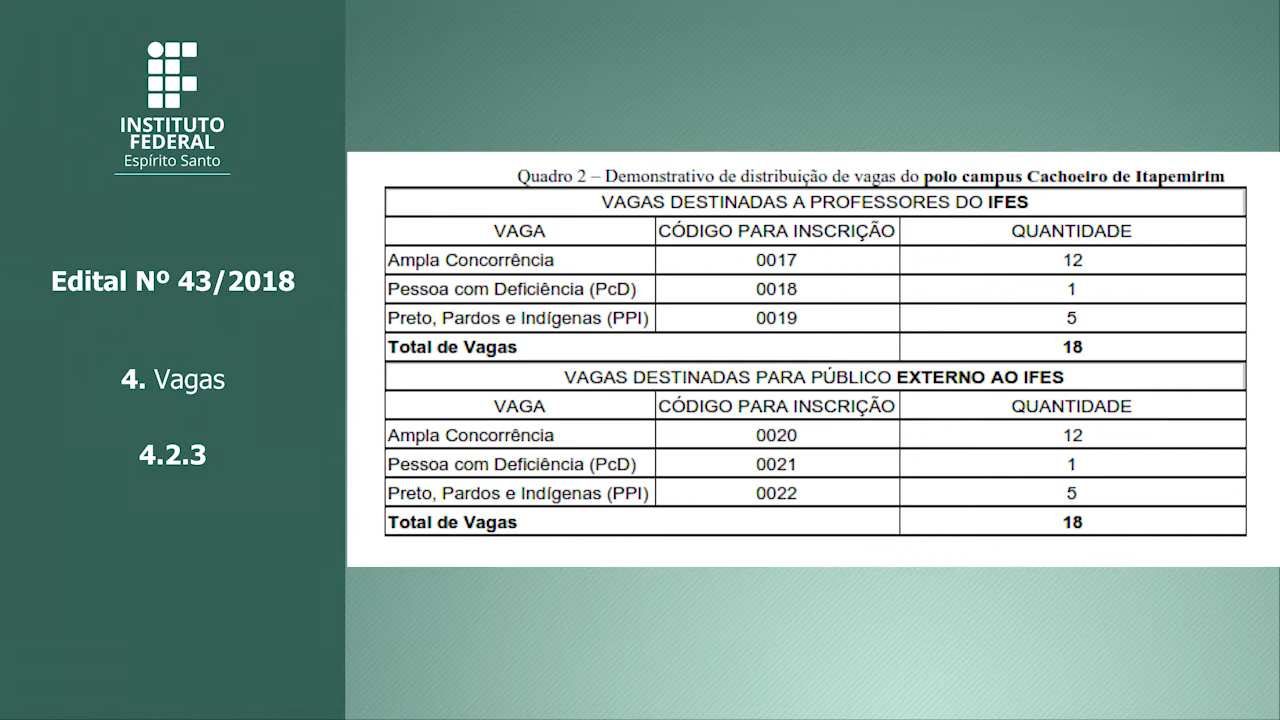 INSTITUTO
FEDERAL
Espírito Santo
Edital Nº 43/2018
4. Vagas
4.2.3
Quadro 2 – Demonstrativo de distribuição de vagas do polo campus Cachoeiro de Itapemirim
VAGAS DESTINADAS A PROFESSORES DO IFES
VAGA CÓDIGO PARA INSCRIÇÃO QUANTIDADE
Ampla Concorrência 0017 12
Pessoa com Deficiência (PcD) 0018 1
Preto, Pardos e Indígenas (PPI) 0019 5
Total de Vagas 18
VAGAS DESTINADAS PARA PÚBLICO EXTERNO AO IFES
VAGA CÓDIGO PARA INSCRIÇÃO QUANTIDADE
Ampla Concorrência 0020 12
Pessoa com Deficiência (PcD) 0021 1
Preto, Pardos e Indígenas (PPI) 0022 5
Total de Vagas 18